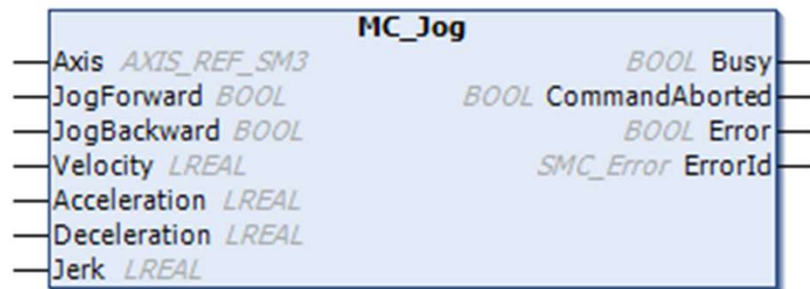 MC_Jog
Axis AXIS_REF_SM3 BOOL Busy
JogForward BOOL BOOL CommandAborted
JogBackward BOOL BOOL Error
Velocity LREAL SMC_Error ErrorId
Acceleration LREAL
Deceleration LREAL
Jerk LREAL